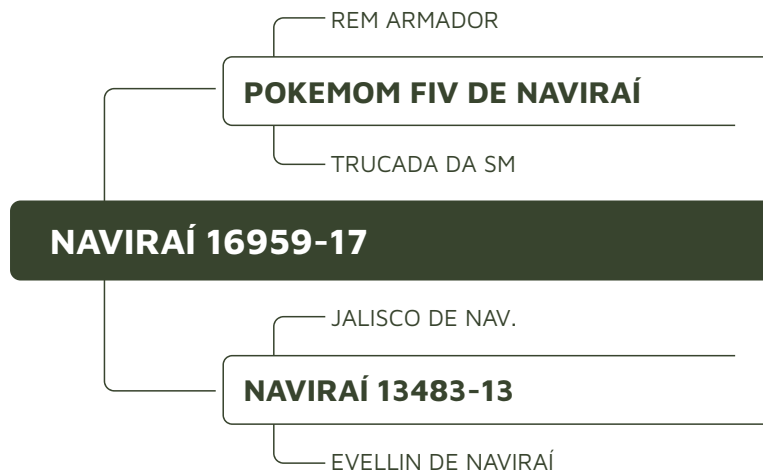 REM ARMADOR
POKEMOM FIV DE NAVIRAÍ
TRUCADA DA SM
NAVIRAÍ 16959-17
JALISCO DE NAV.
NAVIRAÍ 13483-13
EVELLIN DE NAVIRAÍ